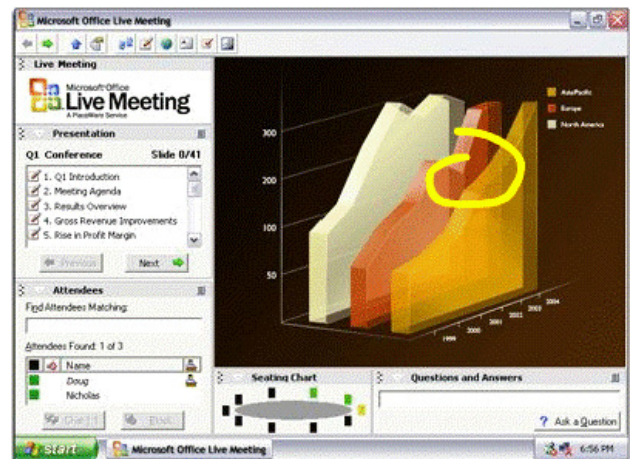 Microsoft Office Live Meeting
Live Meeting
Microsoft Office
Live Meeting
A PlaceWare Service
Presentation
Q1 Conference Slide 0/41
1. Q1 Introduction
2. Meeting Agenda
3. Results Overview
4. Gross Revenue Improvements
5. Rise in Profit Margin
Previous Next
Attendees
Find Attendees Matching:
Attendees Found: 1 of 3
Name
Doug
Nicholas
Chat
300
200
100
50
1999
2000
2001
2002
2003
2004
Asia/Pacific
Europe
North America
Seating Chart
Questions and Answers
? Ask a Question
start
Microsoft Office Live Meeting
6:56 PM